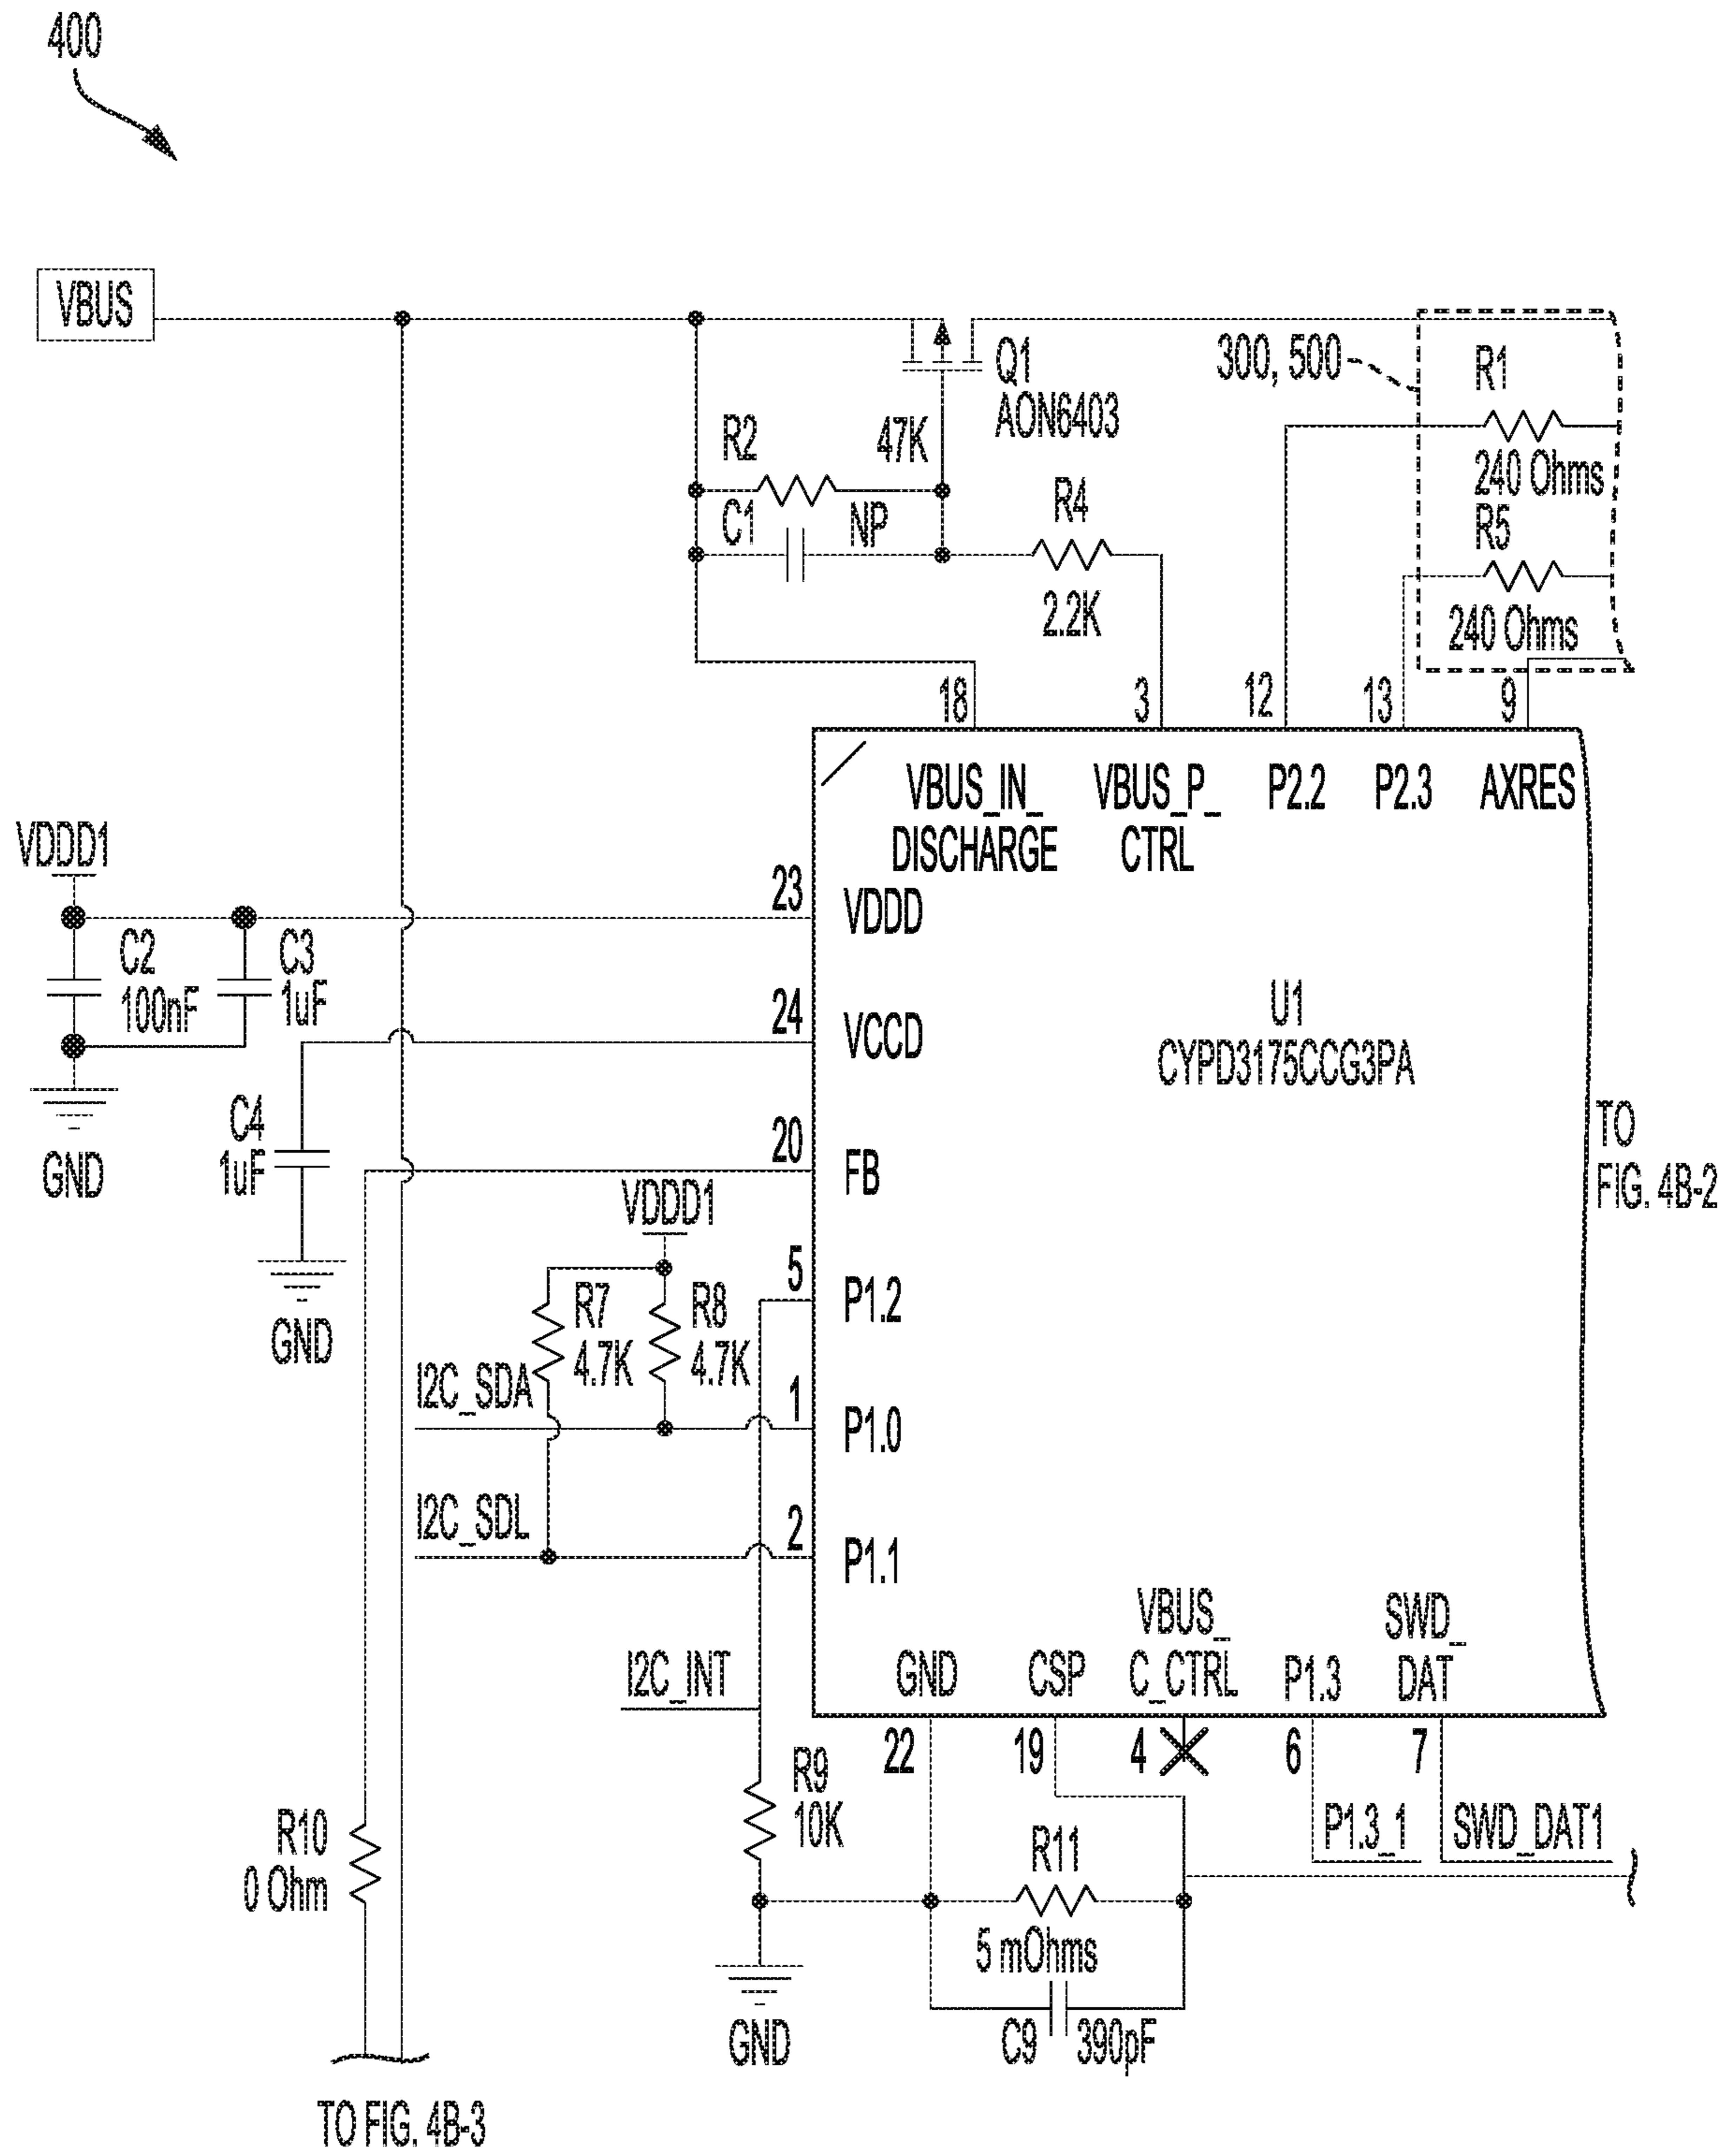 400
VBUS
Q1
AON6403
300, 500
R1
240 Ohms
R5
240 Ohms
R2
47K
C1
NP
R4
2.2K
18
3
12
13
9
VBUS_IN_
DISCHARGE
VBUS_P_
CTRL
P2.2
P2.3
AXRES
VDDD1
C2
100nF
C3
1uF
GND
23
VDDD
24
VCCD
U1
CYPD3175CCG3PA
C4
1uF
GND
20
FB
TO
FIG. 4B-2
VDDD1
R7
4.7K
R8
4.7K
5
P1.2
I2C_SDA
1
P1.0
I2C_SDL
2
P1.1
I2C_INT
GND
CSP
VBUS_
C_CTRL
P1.3
SWD_
DAT
22
19
4
6
7
R9
10K
P1.3_1
SWD_DAT1
R10
0 Ohm
R11
5 mOhms
GND
C9
390pF
TO FIG. 4B-3